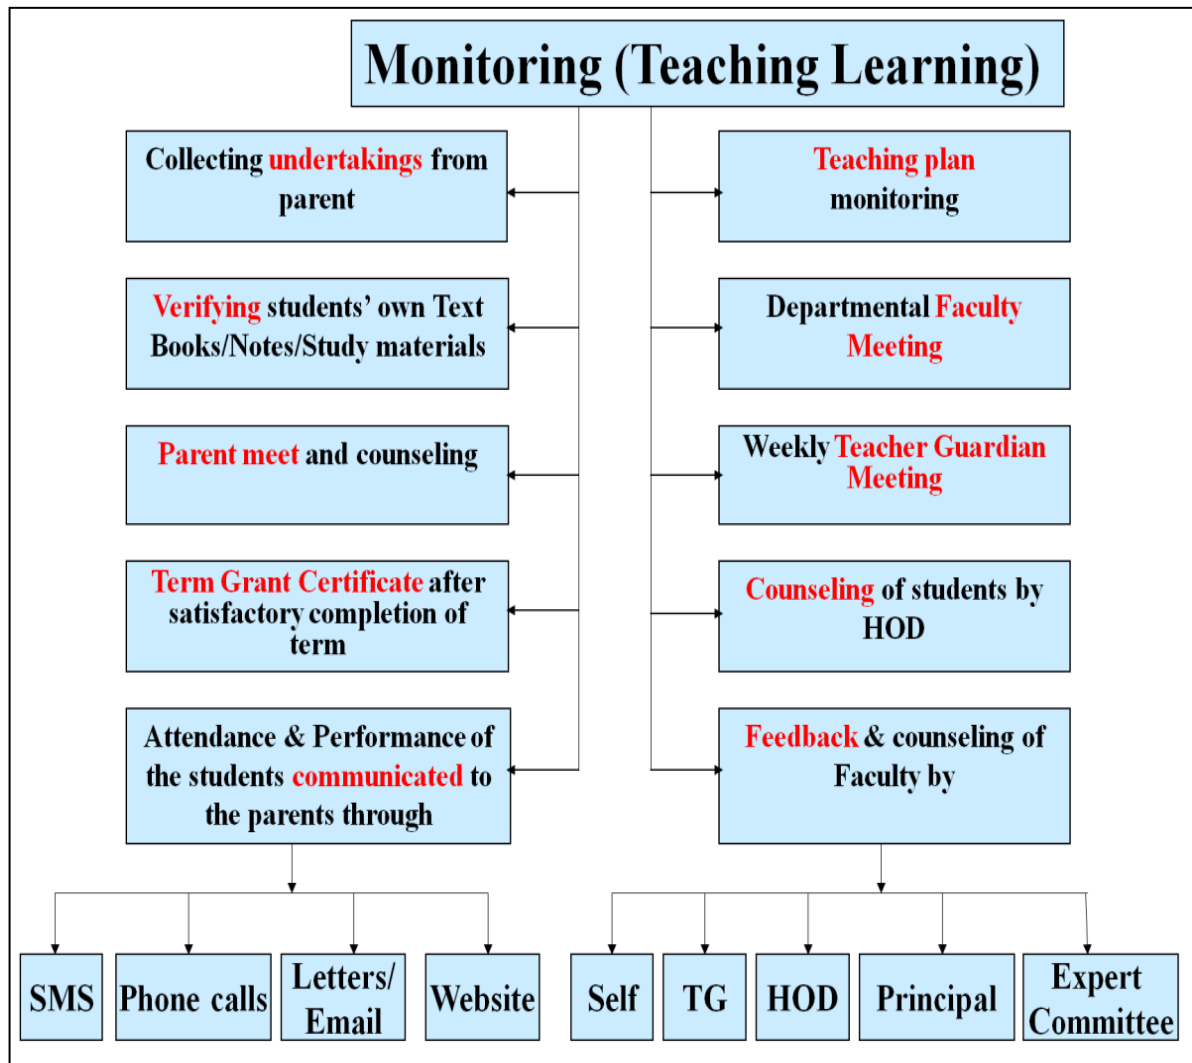 Monitoring (Teaching Learning)
Collecting undertakings from
parent
Verifying students’ own Text
Books/Notes/Study materials
Parent meet and counseling
Term Grant Certificate after
satisfactory completion of
term
Attendance & Performance of
the students communicated to
the parents through
SMS
Phone calls
Letters/
Email
Website
Teaching plan
monitoring
Departmental Faculty
Meeting
Weekly Teacher Guardian
Meeting
Counseling of students by
HOD
Feedback & counseling of
Faculty by
Self
TG
HOD
Principal
Expert
Committee